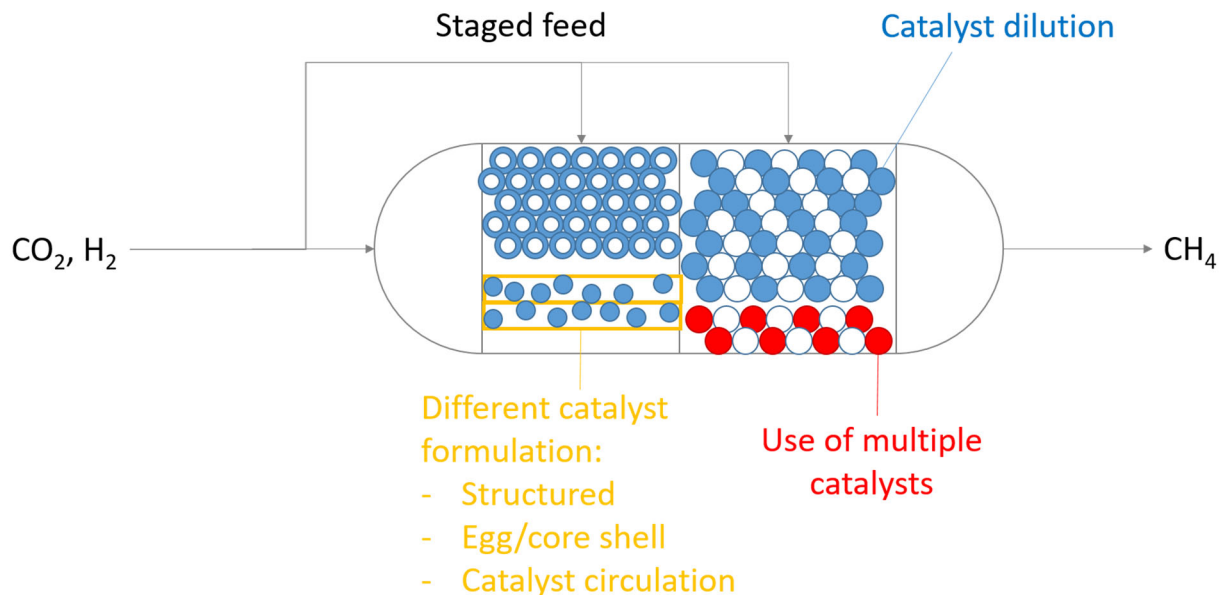 Staged feed
Catalyst dilution
CO₂, H₂
CH₄
Different catalyst
formulation:
- Structured
- Egg/core shell
- Catalyst circulation
Use of multiple
catalysts